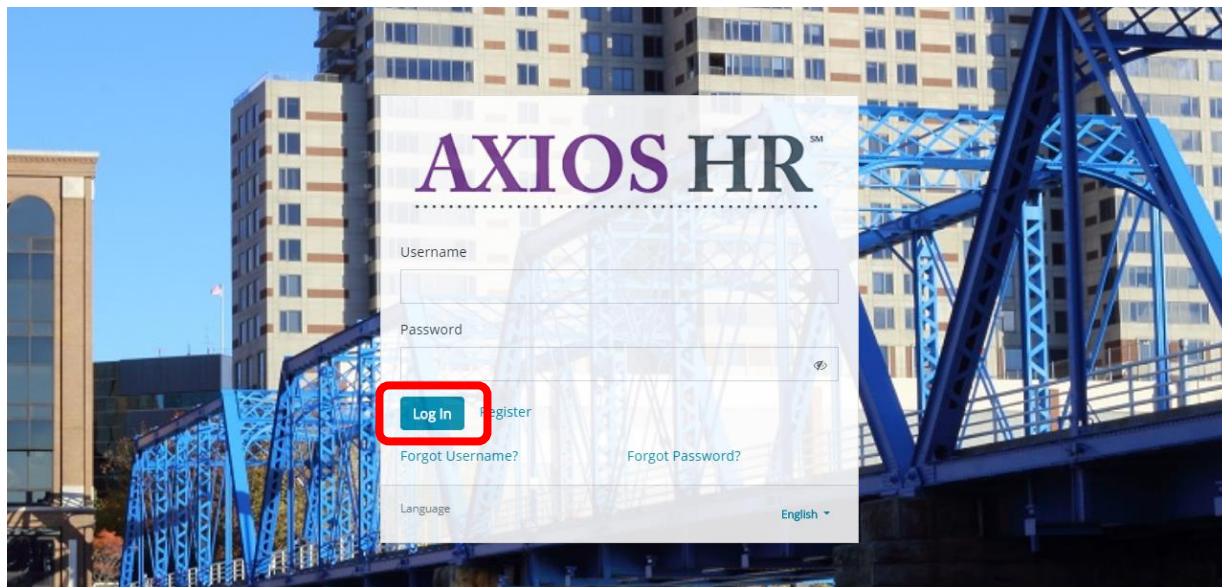 AXIOS HR℠
Username
Password
Log In Register
Forgot Username? Forgot Password?
Language English